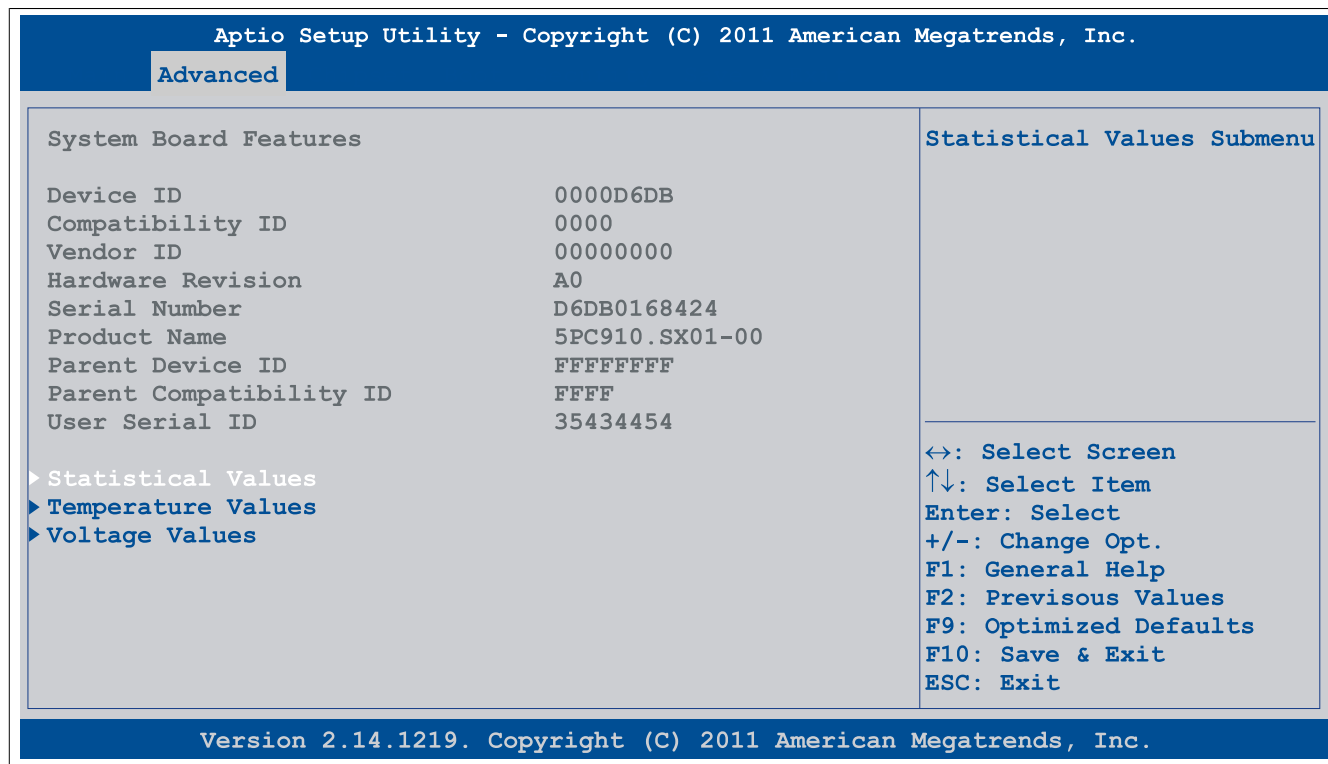 Aptio Setup Utility - Copyright (C) 2011 American Megatrends, Inc.
Advanced
System Board Features
Device ID 0000D6DB
Compatibility ID 0000
Vendor ID 00000000
Hardware Revision A0
Serial Number D6DB0168424
Product Name 5PC910.SX01-00
Parent Device ID FFFFFFFF
Parent Compatibility ID FFFF
User Serial ID 35434454
Statistical Values
Temperature Values
Voltage Values
Statistical Values Submenu
↔: Select Screen
↑↓: Select Item
Enter: Select
+/-: Change Opt.
F1: General Help
F2: Previsous Values
F9: Optimized Defaults
F10: Save & Exit
ESC: Exit
Version 2.14.1219. Copyright (C) 2011 American Megatrends, Inc.